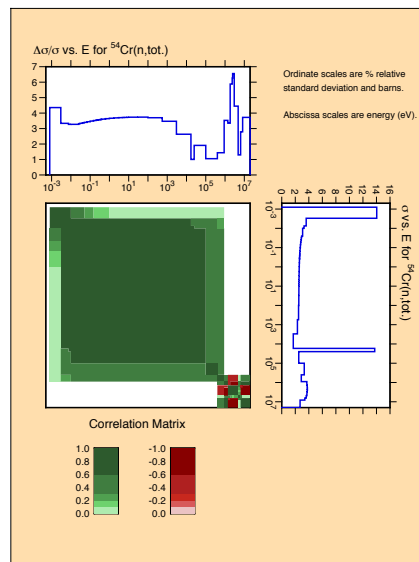 Δσ/σ vs. E for ⁵⁴Cr(n,tot.)
Ordinate scales are % relative
standard deviation and barns.
Abscissa scales are energy (eV).
7
6
5
4
3
2
1
0
10⁻³ 10⁻¹ 10¹ 10³ 10⁵ 10⁷
σ vs. E for ⁵⁴Cr(n,tot.)
0 2 4 6 8 10 12 14 16
10⁻³
10⁻¹
10¹
10³
10⁵
10⁷
Correlation Matrix
1.0 -1.0
0.8 -0.8
0.6 -0.6
0.4 -0.4
0.2 -0.2
0.0 0.0